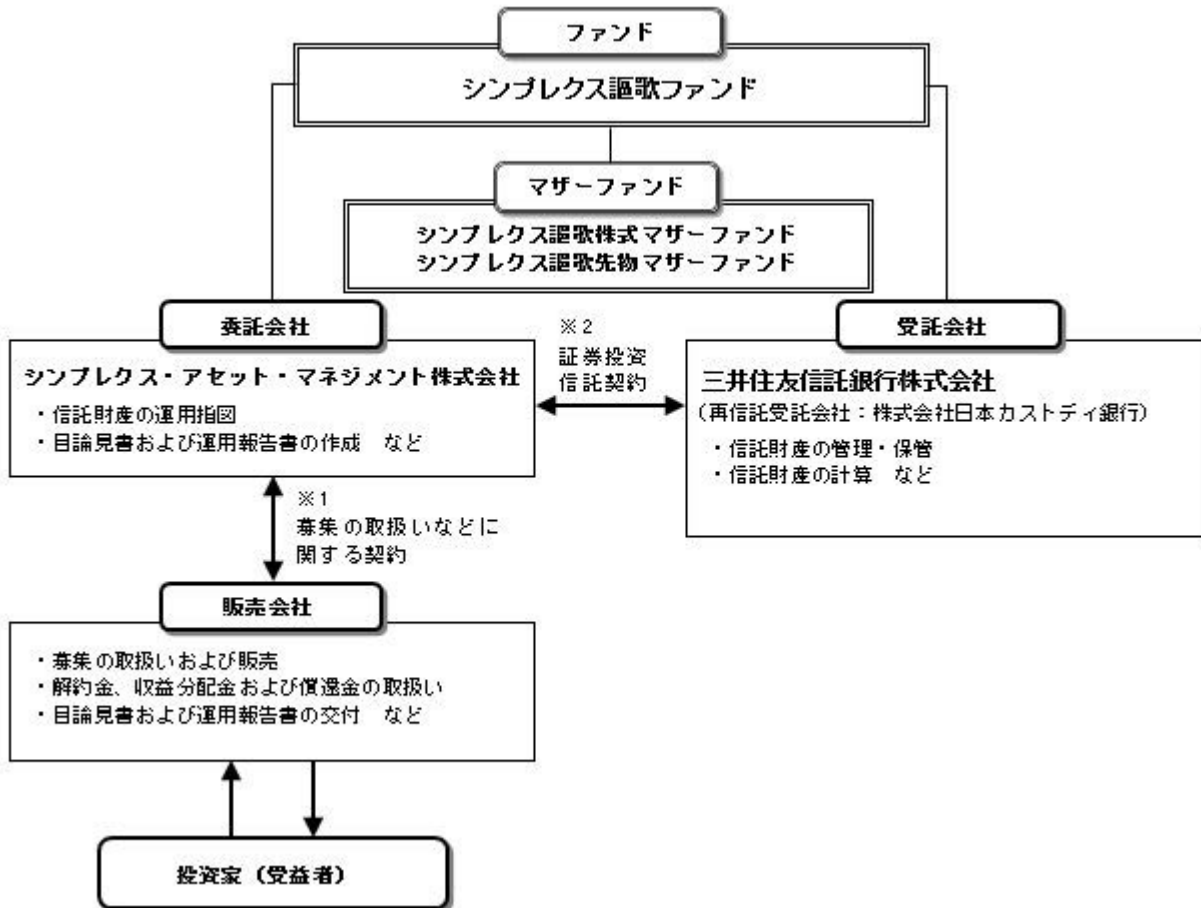 ファンド
シンプレクス謳歌ファンド
マザーファンド
シンプレクス謳歌株式マザーファンド
シンプレクス謳歌先物マザーファンド
委託会社
シンプレクス・アセット・マネジメント株式会社
・信託財産の運用指図
・目論見書および運用報告書の作成　など
※2
証券投資
信託契約
受託会社
三井住友信託銀行株式会社
（再信託受託会社：株式会社日本カストディ銀行）
・信託財産の管理・保管
・信託財産の計算　など
※1
募集の取扱いなどに
関する契約
販売会社
・募集の取扱いおよび販売
・解約金、収益分配金および償還金の取扱い
・目論見書および運用報告書の交付　など
投資家（受益者）